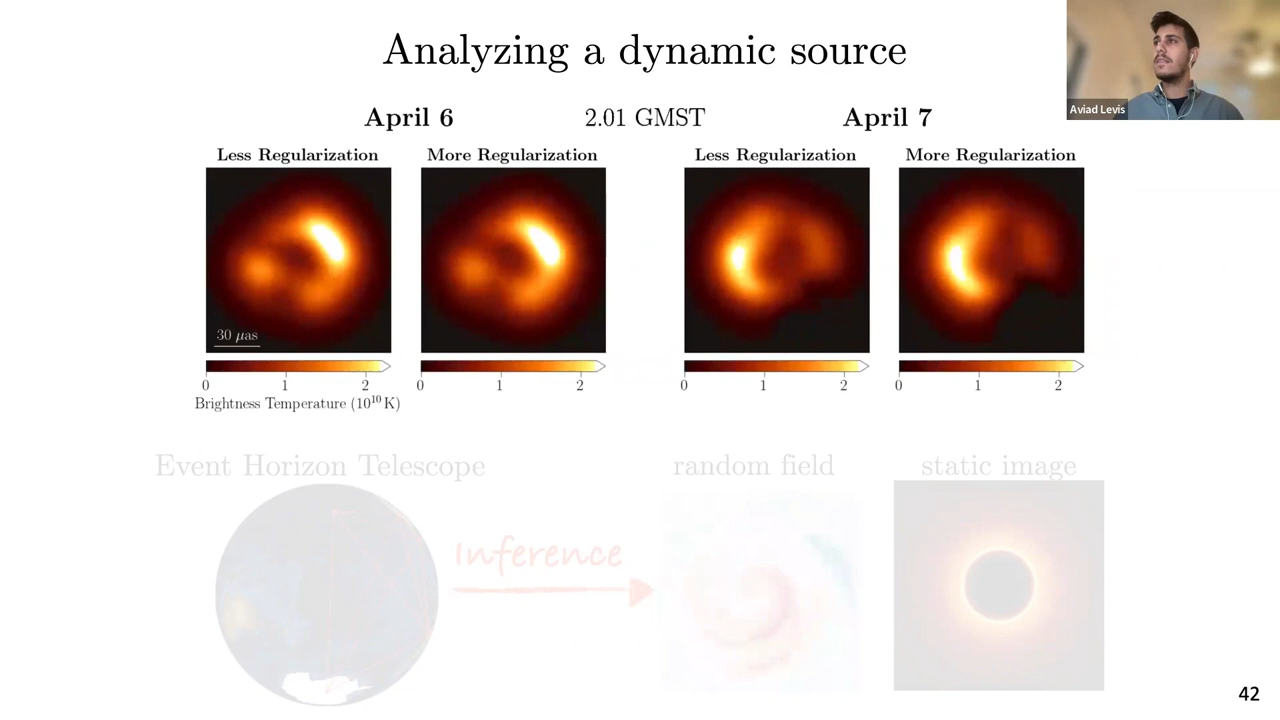 Analyzing a dynamic source
Aviad Levis
April 6
2.01 GMST
April 7
Less Regularization
More Regularization
Less Regularization
More Regularization
30 μas
0 1 2
0 1 2
0 1 2
0 1 2
Brightness Temperature (10¹⁰ K)
Event Horizon Telescope
random field
static image
Inference
42